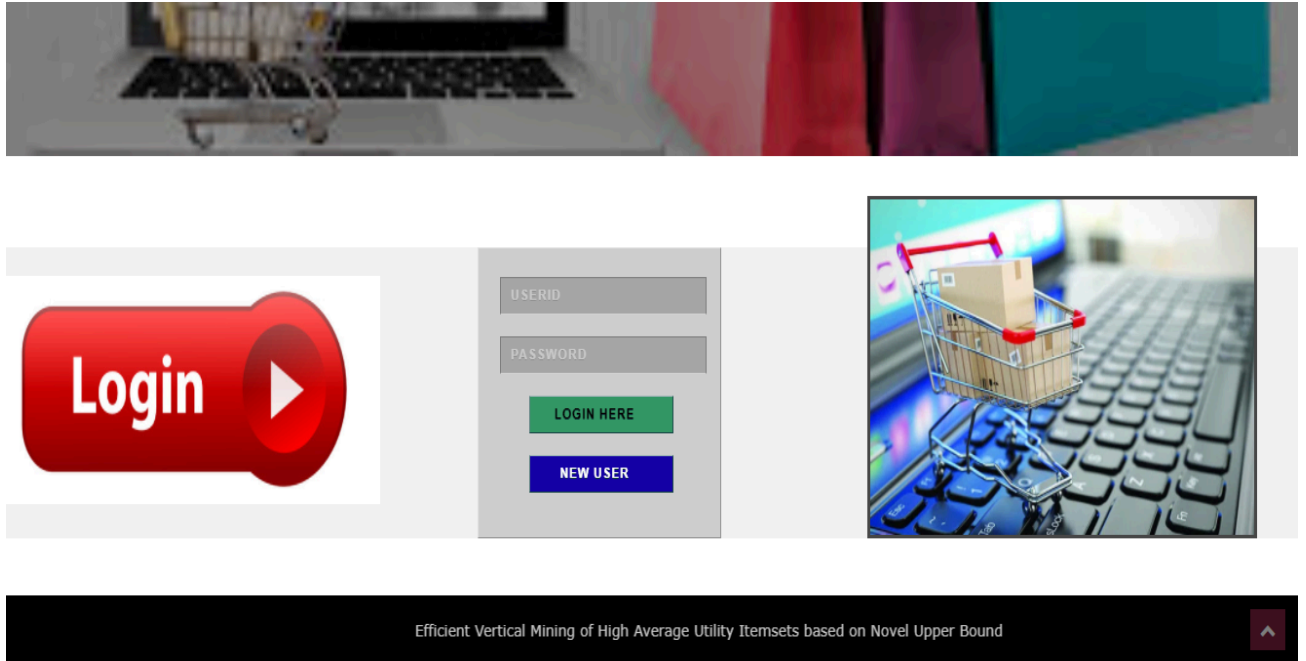 Login
USERID
PASSWORD
LOGIN HERE
NEW USER
Efficient Vertical Mining of High Average Utility Itemsets based on Novel Upper Bound